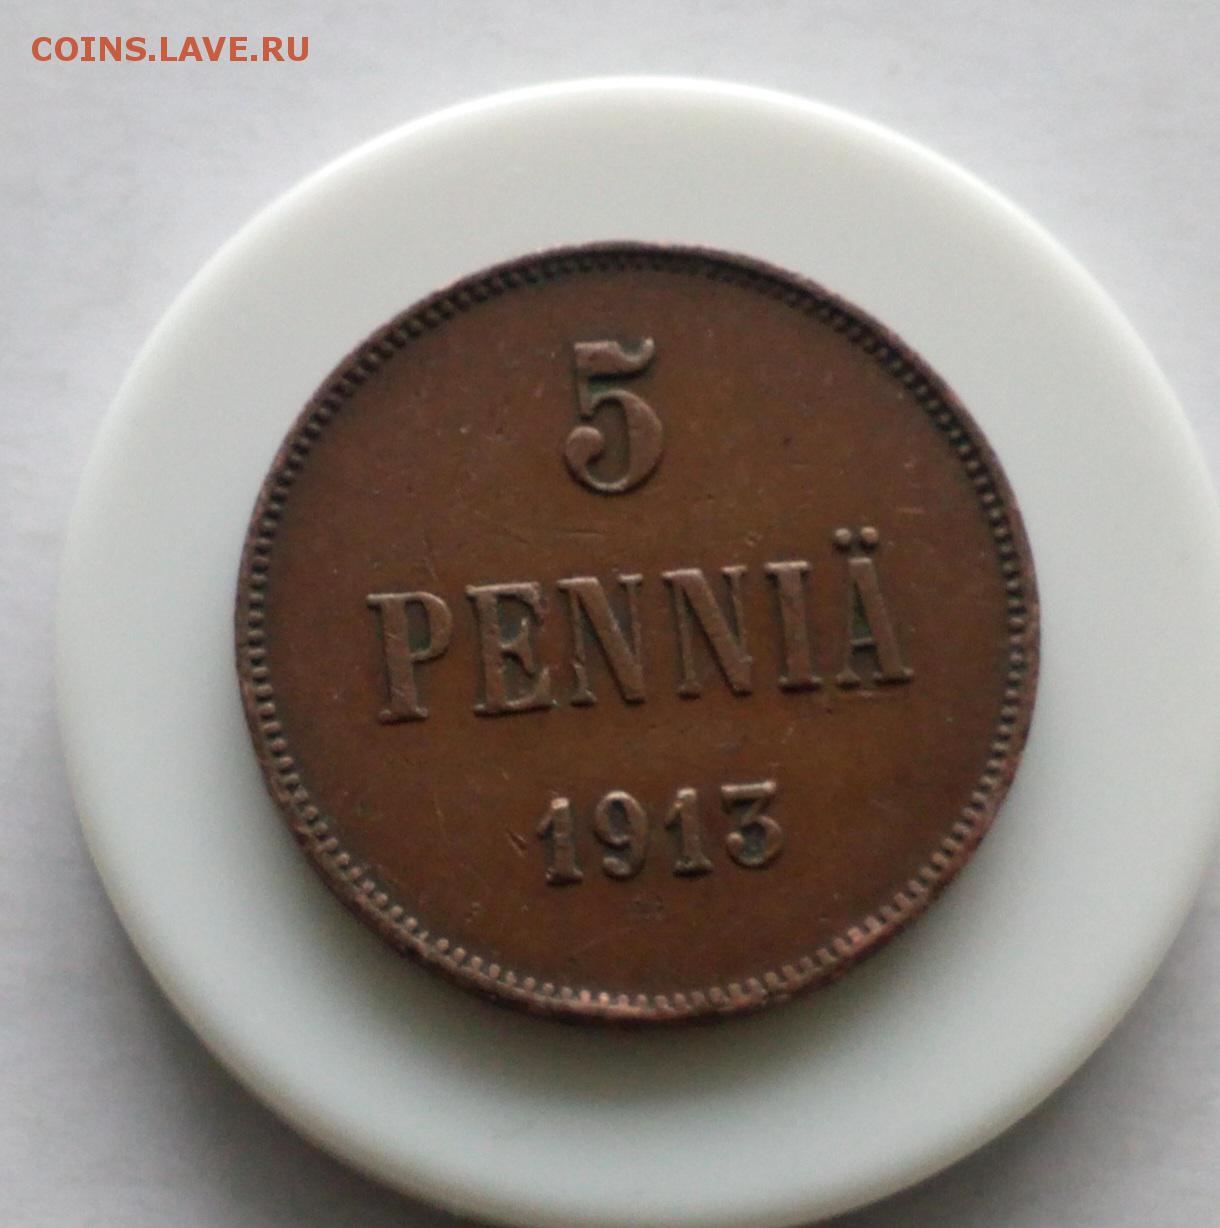 COINS.LAVE.RU
5
PENNIÄ
1913